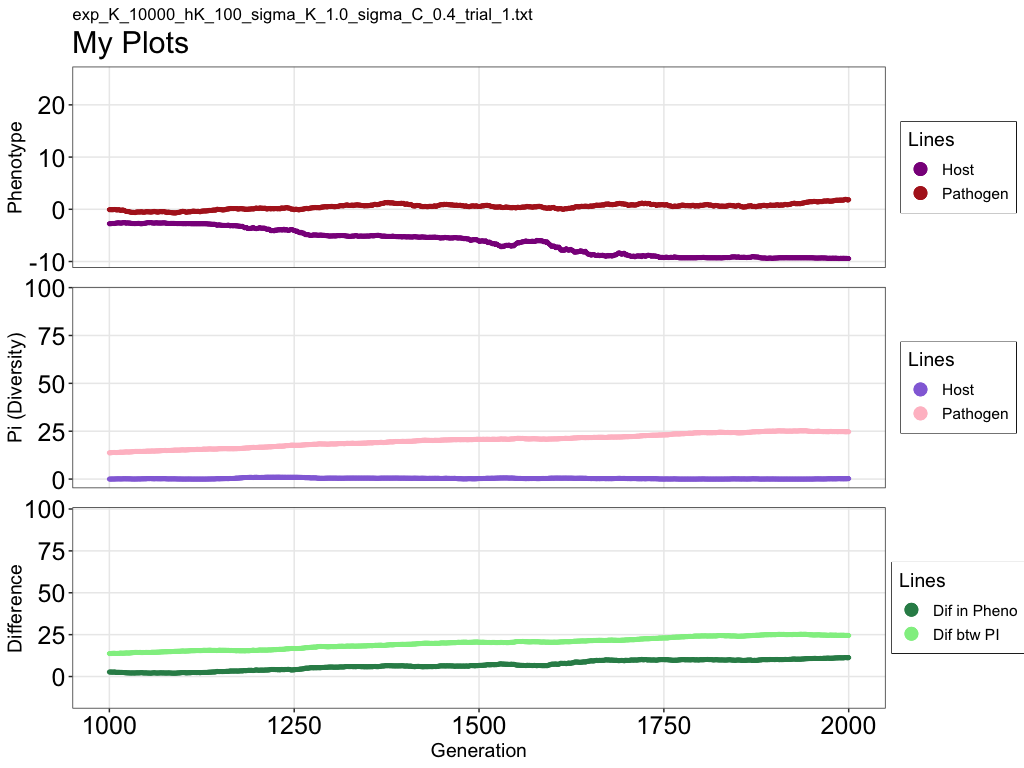 exp_K_10000_hK_100_sigma_K_1.0_sigma_C_0.4_trial_1.txt
My Plots
Phenotype
20
10
0
-10
Lines
Host
Pathogen
Pi (Diversity)
100
75
50
25
0
Lines
Host
Pathogen
Difference
100
75
50
25
0
Lines
Dif in Pheno
Dif btw PI
1000 1250 1500 1750 2000
Generation